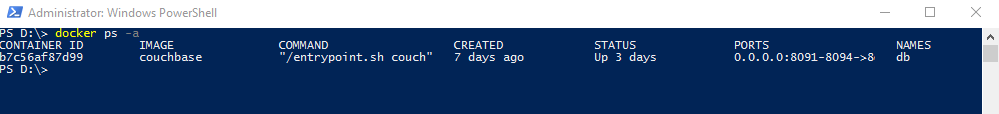 Administrator: Windows PowerShell
PS D:\> docker ps -a
CONTAINER ID IMAGE COMMAND CREATED STATUS PORTS NAMES
b7c56af87d99 couchbase "/entrypoint.sh couch" 7 days ago Up 3 days 0.0.0.0:8091-8094->8 db
PS D:\>